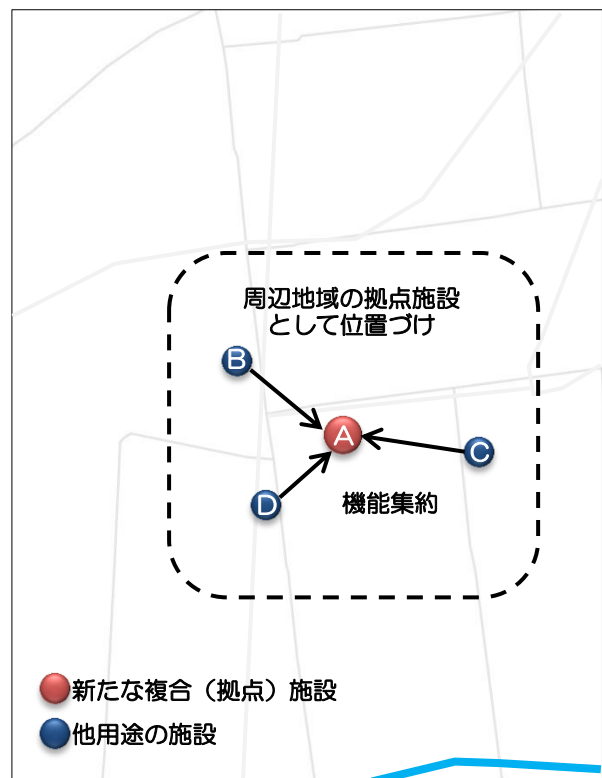 周辺地域の拠点施設
として位置づけ
B
A
C
D
機能集約
新たな複合（拠点）施設
他用途の施設